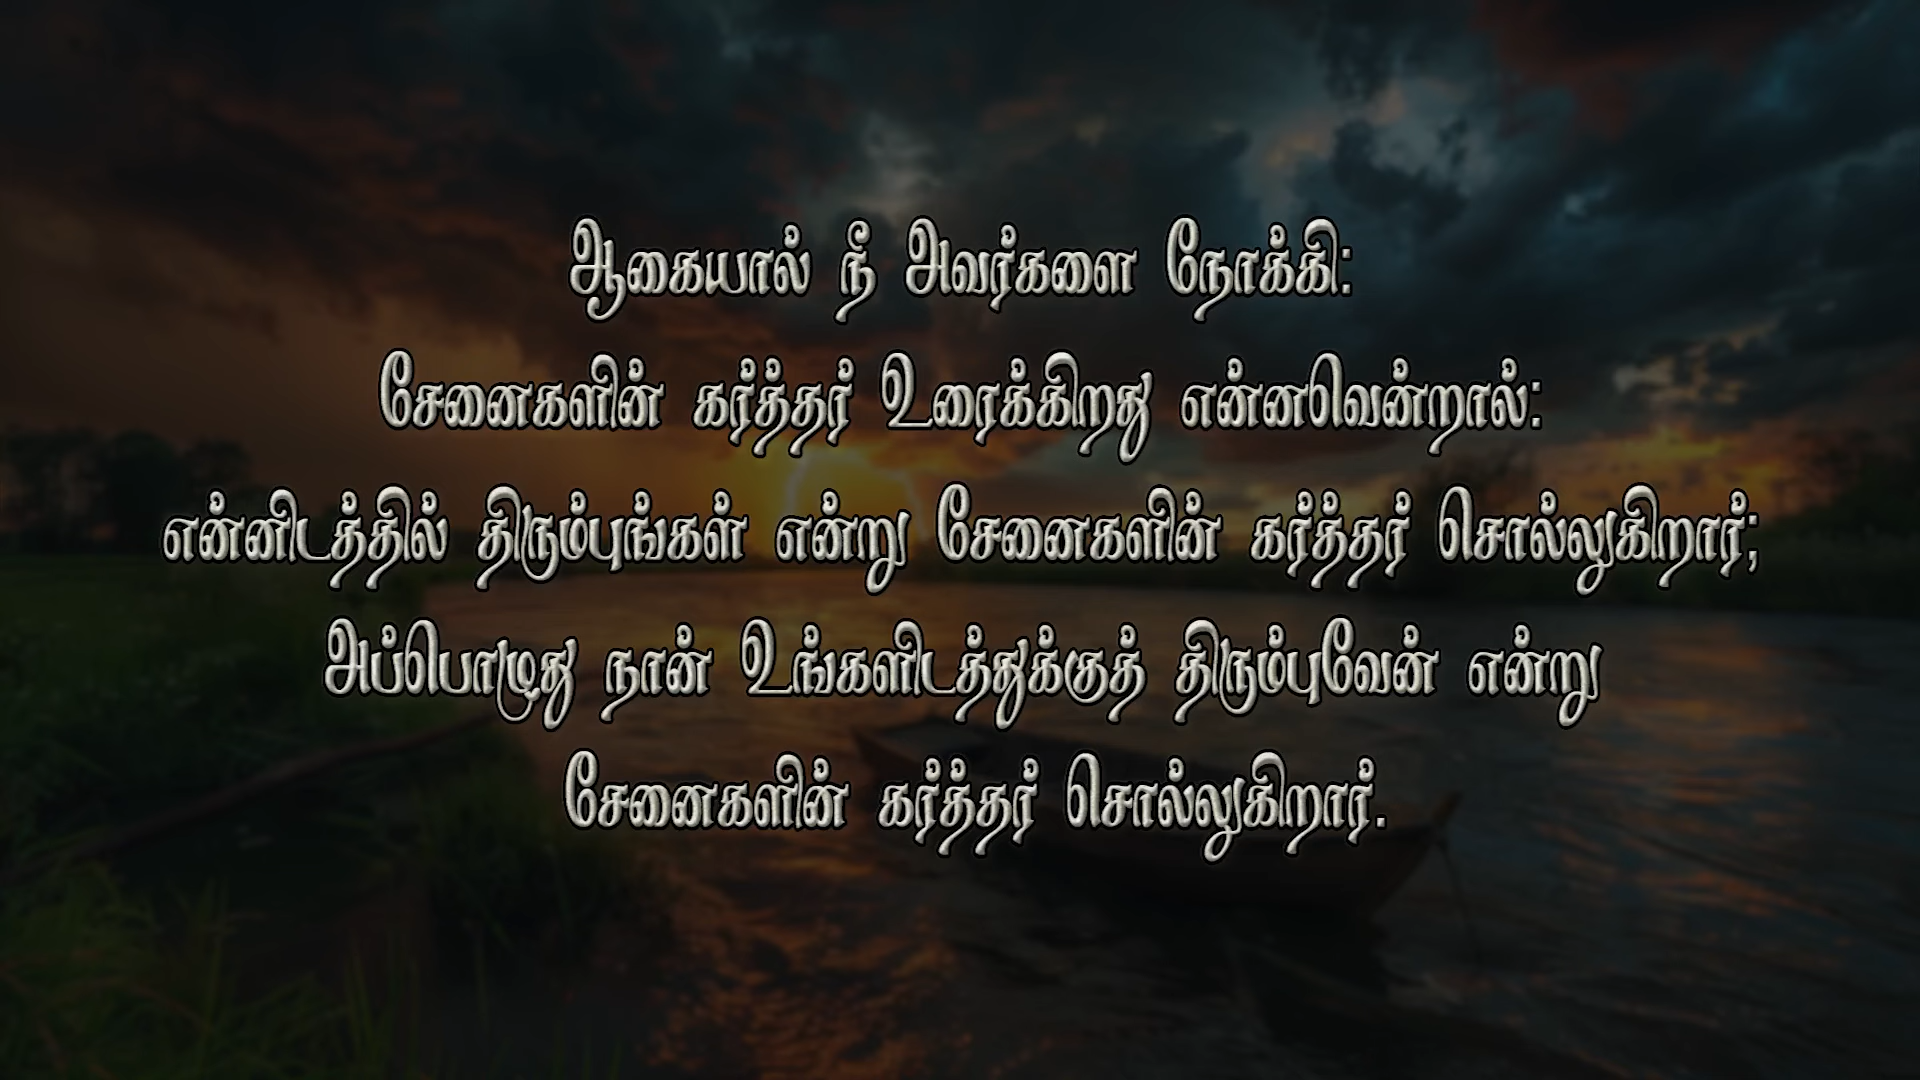 ஆகையால் நீ அவர்களை நோக்கி:
சேனைகளின் கர்த்தர் உரைக்கிறது என்னவென்றால்:
என்னிடத்தில் திரும்புங்கள் என்று சேனைகளின் கர்த்தர் சொல்லுகிறார்;
அப்பொழுது நான் உங்களிடத்துக்குத் திரும்புவேன் என்று
சேனைகளின் கர்த்தர் சொல்லுகிறார்.